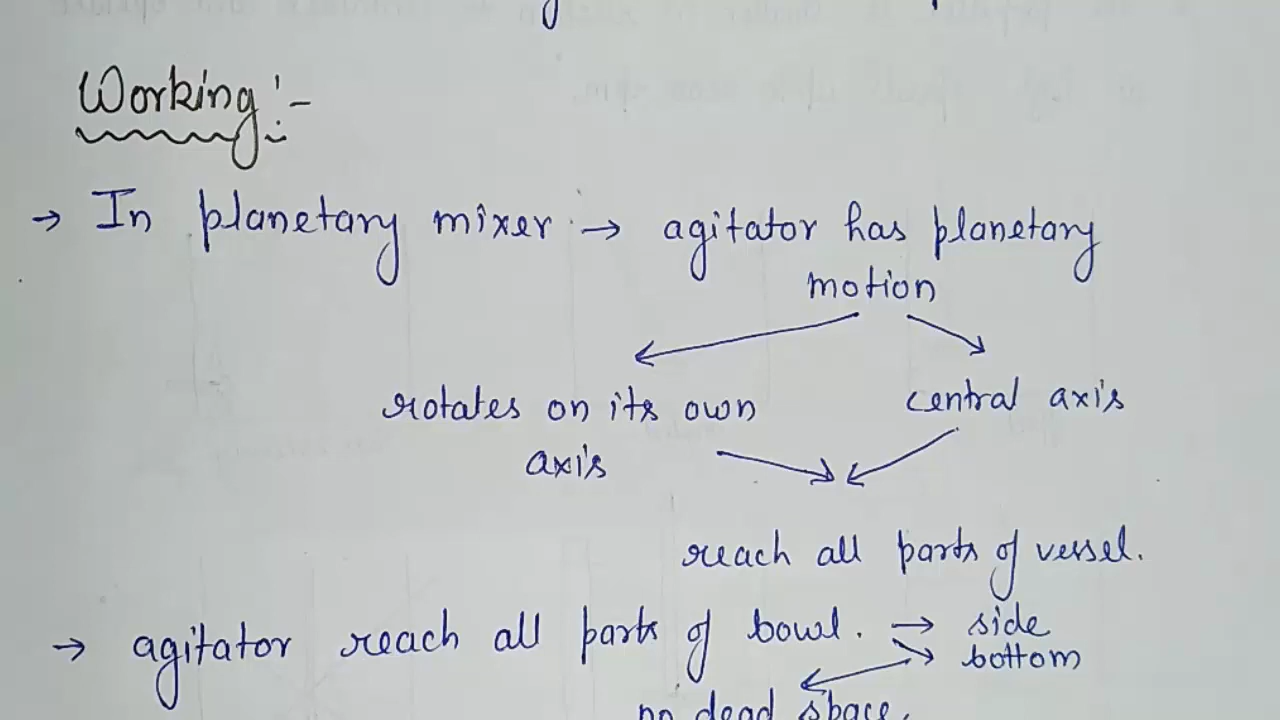 Working :-
→ In planetary mixer → agitator has planetary
motion
rotates on its own
axis
central axis
reach all parts of vessel.
→ agitator reach all parts of bowl. → side
→ bottom
no dead space.